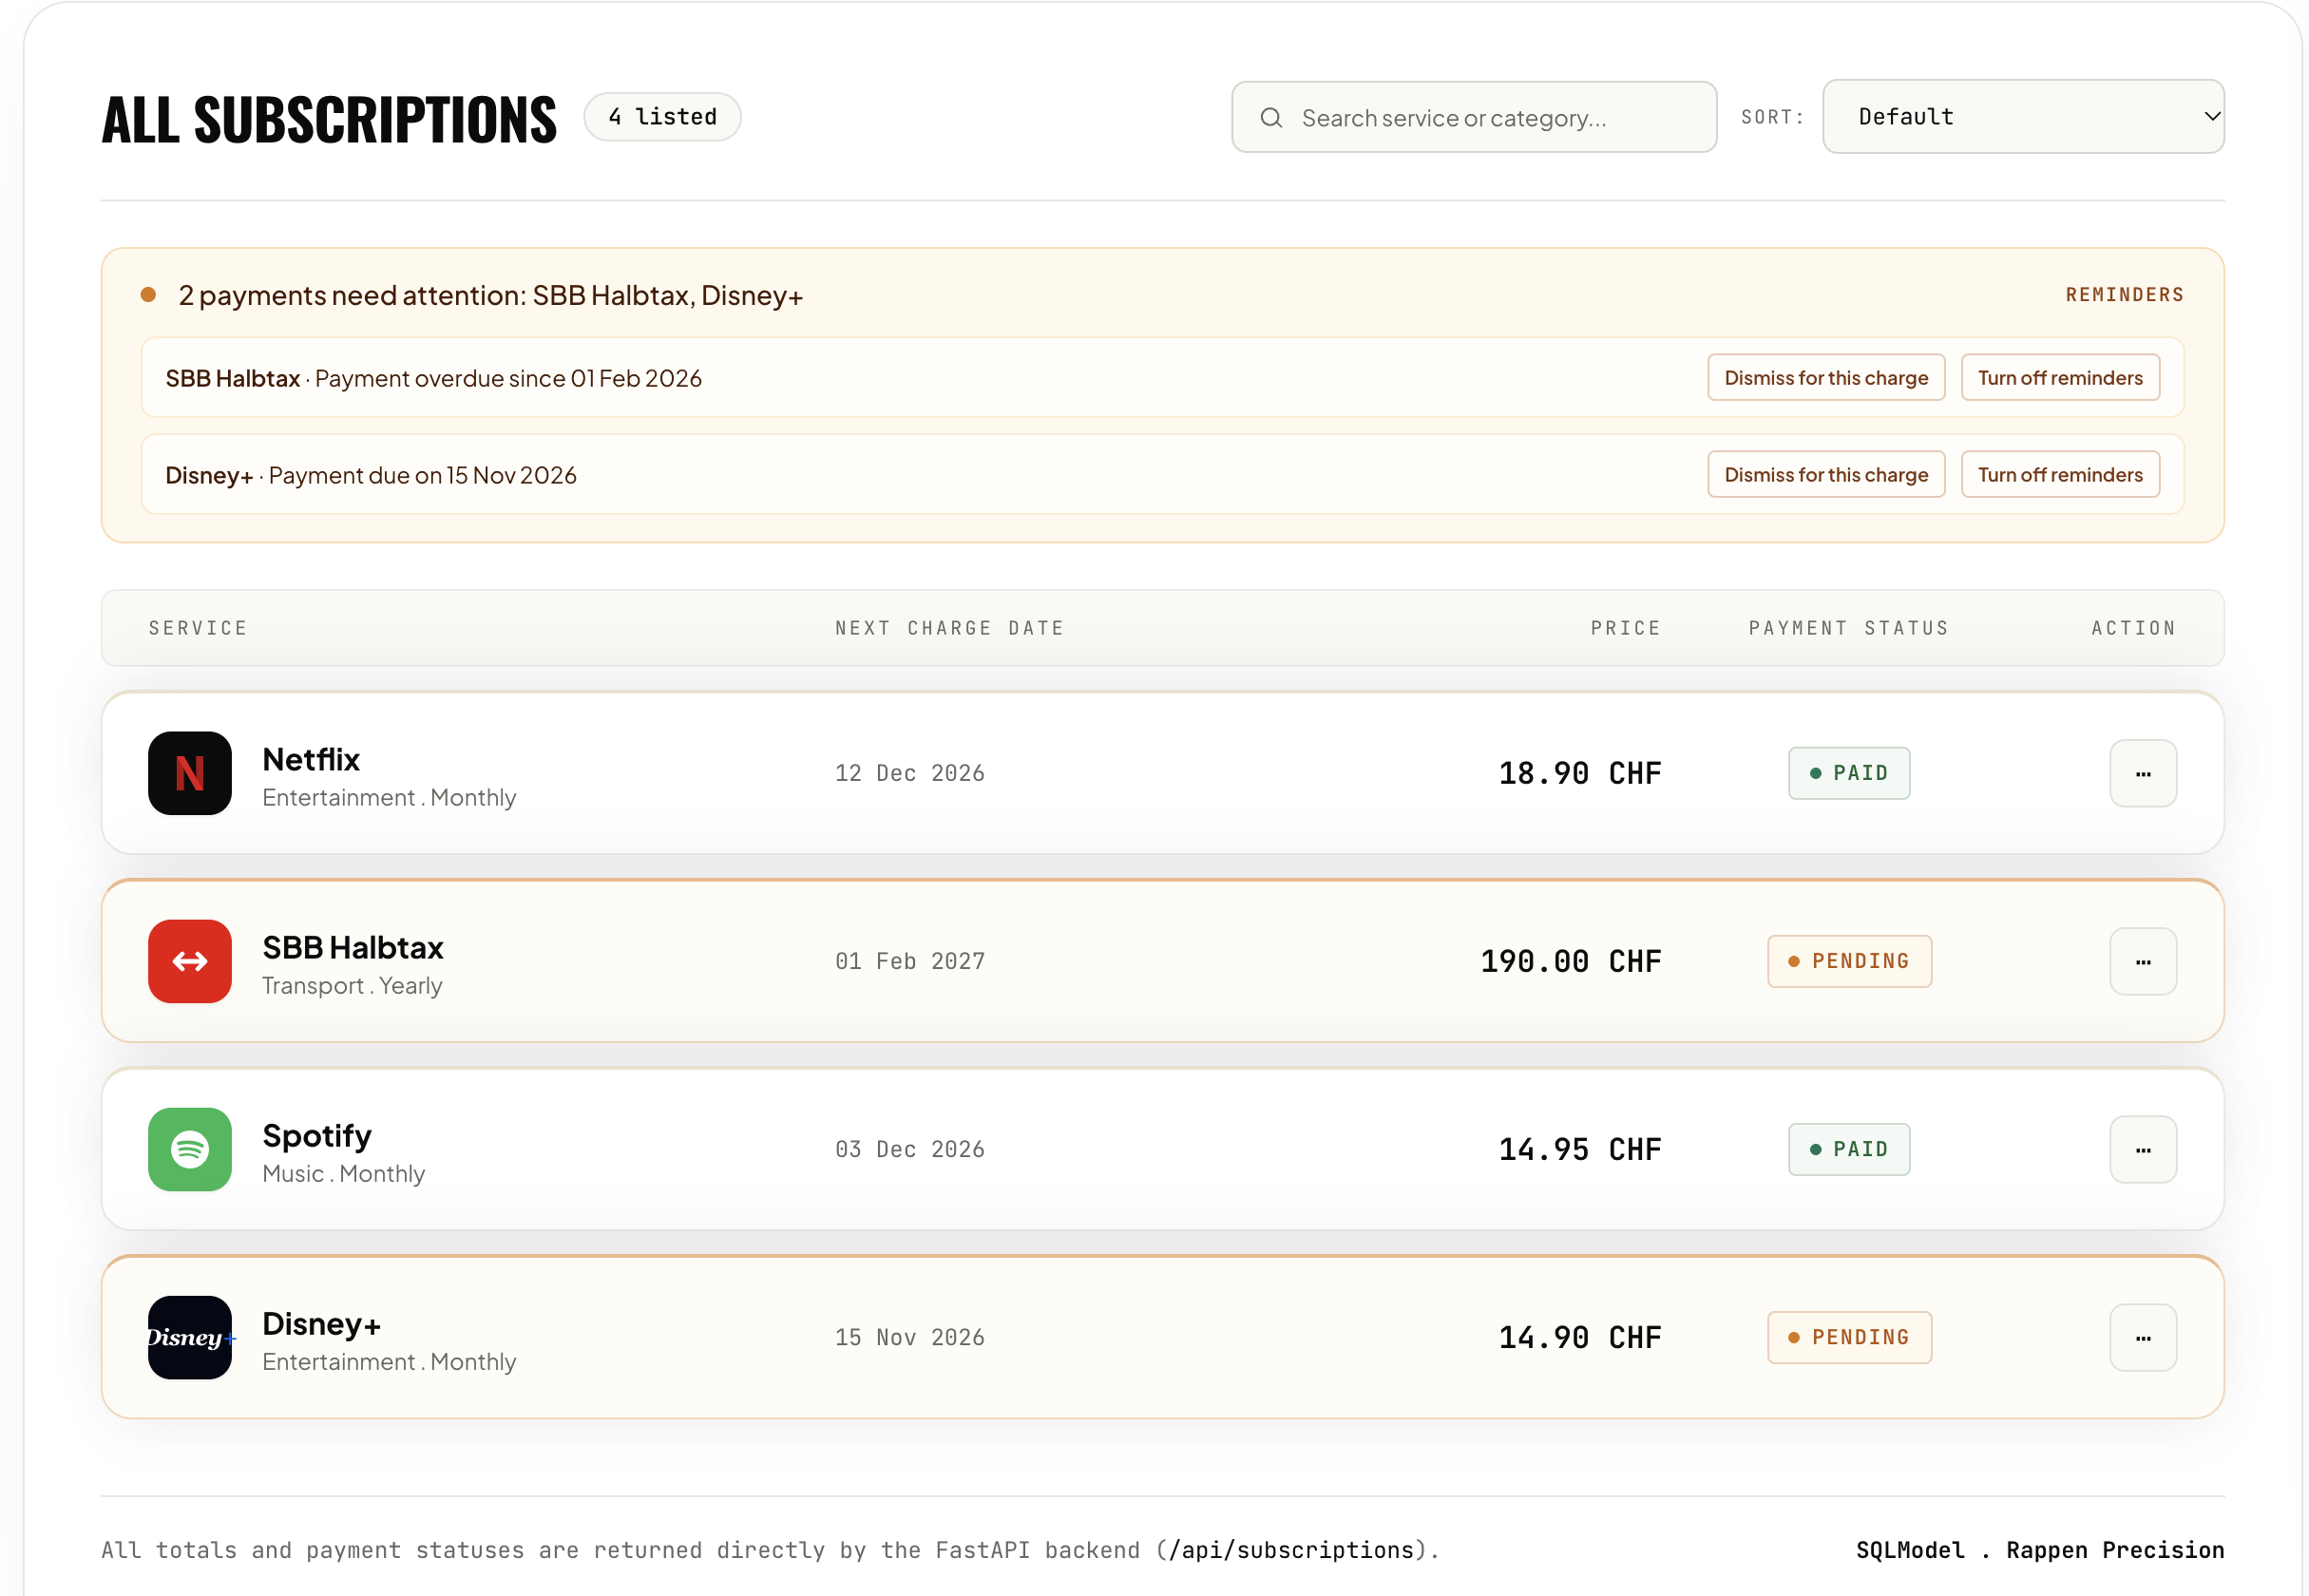 ALL SUBSCRIPTIONS 4 listed Search service or category... SORT: Default
2 payments need attention: SBB Halbtax, Disney+ REMINDERS
SBB Halbtax · Payment overdue since 01 Feb 2026 Dismiss for this charge Turn off reminders
Disney+ · Payment due on 15 Nov 2026 Dismiss for this charge Turn off reminders
SERVICE NEXT CHARGE DATE PRICE PAYMENT STATUS ACTION
N Netflix 12 Dec 2026 18.90 CHF PAID ...
Entertainment . Monthly
SBB Halbtax 01 Feb 2027 190.00 CHF PENDING ...
Transport . Yearly
Spotify 03 Dec 2026 14.95 CHF PAID ...
Music . Monthly
Disney+ Disney+ 15 Nov 2026 14.90 CHF PENDING ...
Entertainment . Monthly
All totals and payment statuses are returned directly by the FastAPI backend (/api/subscriptions). SQLModel . Rappen Precision